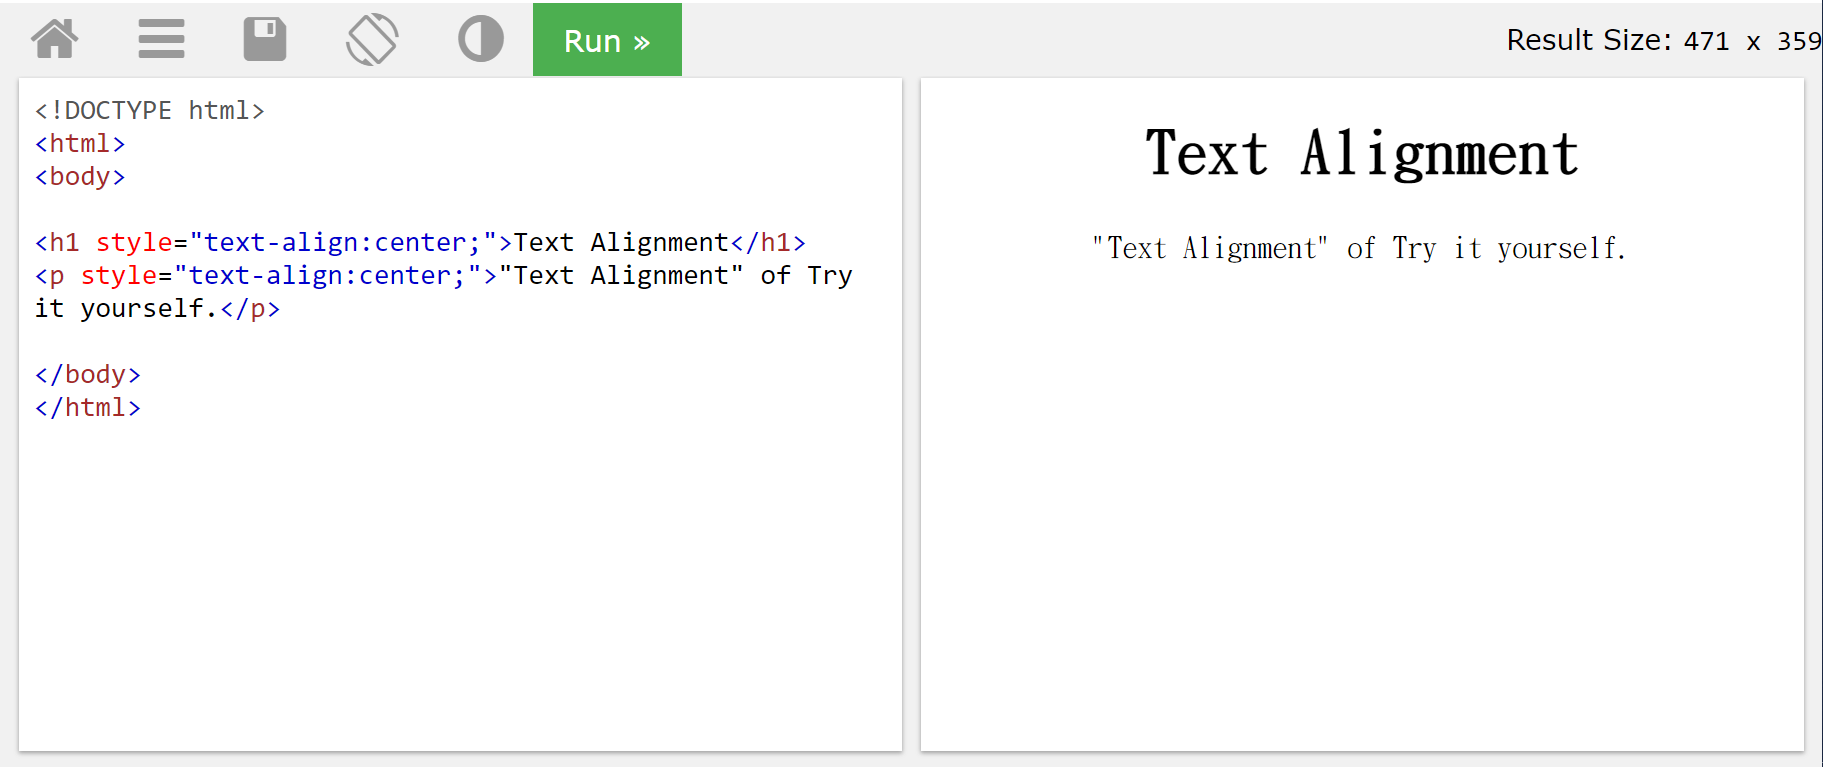 Run »
Result Size: 471 x 359
<!DOCTYPE html>
<html>
<body>
<h1 style="text-align:center;">Text Alignment</h1>
<p style="text-align:center;">"Text Alignment" of Try
it yourself.</p>
</body>
</html>
Text Alignment
"Text Alignment" of Try it yourself.